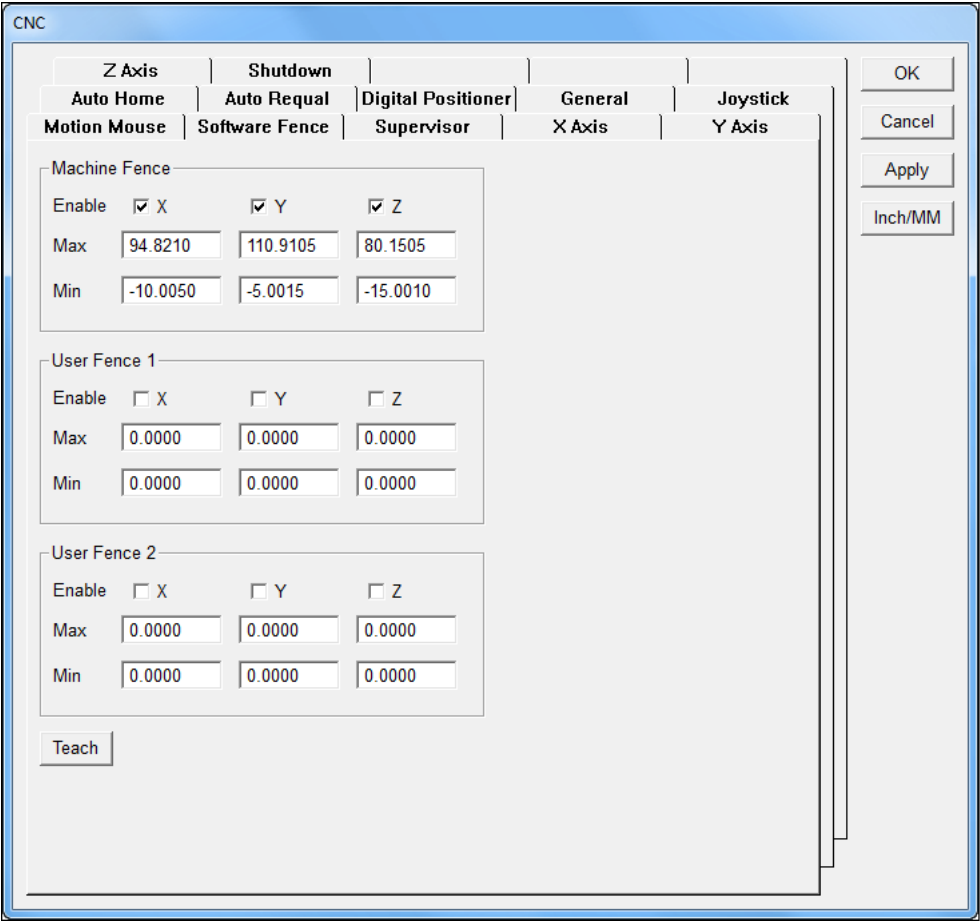 CNC
Z Axis Shutdown
Auto Home Auto Requal Digital Positioner General Joystick
Motion Mouse Software Fence Supervisor X Axis Y Axis
OK
Cancel
Apply
Inch/MM
Machine Fence
Enable X Y Z
Max 94.8210 110.9105 80.1505
Min -10.0050 -5.0015 -15.0010
User Fence 1
Enable X Y Z
Max 0.0000 0.0000 0.0000
Min 0.0000 0.0000 0.0000
User Fence 2
Enable X Y Z
Max 0.0000 0.0000 0.0000
Min 0.0000 0.0000 0.0000
Teach